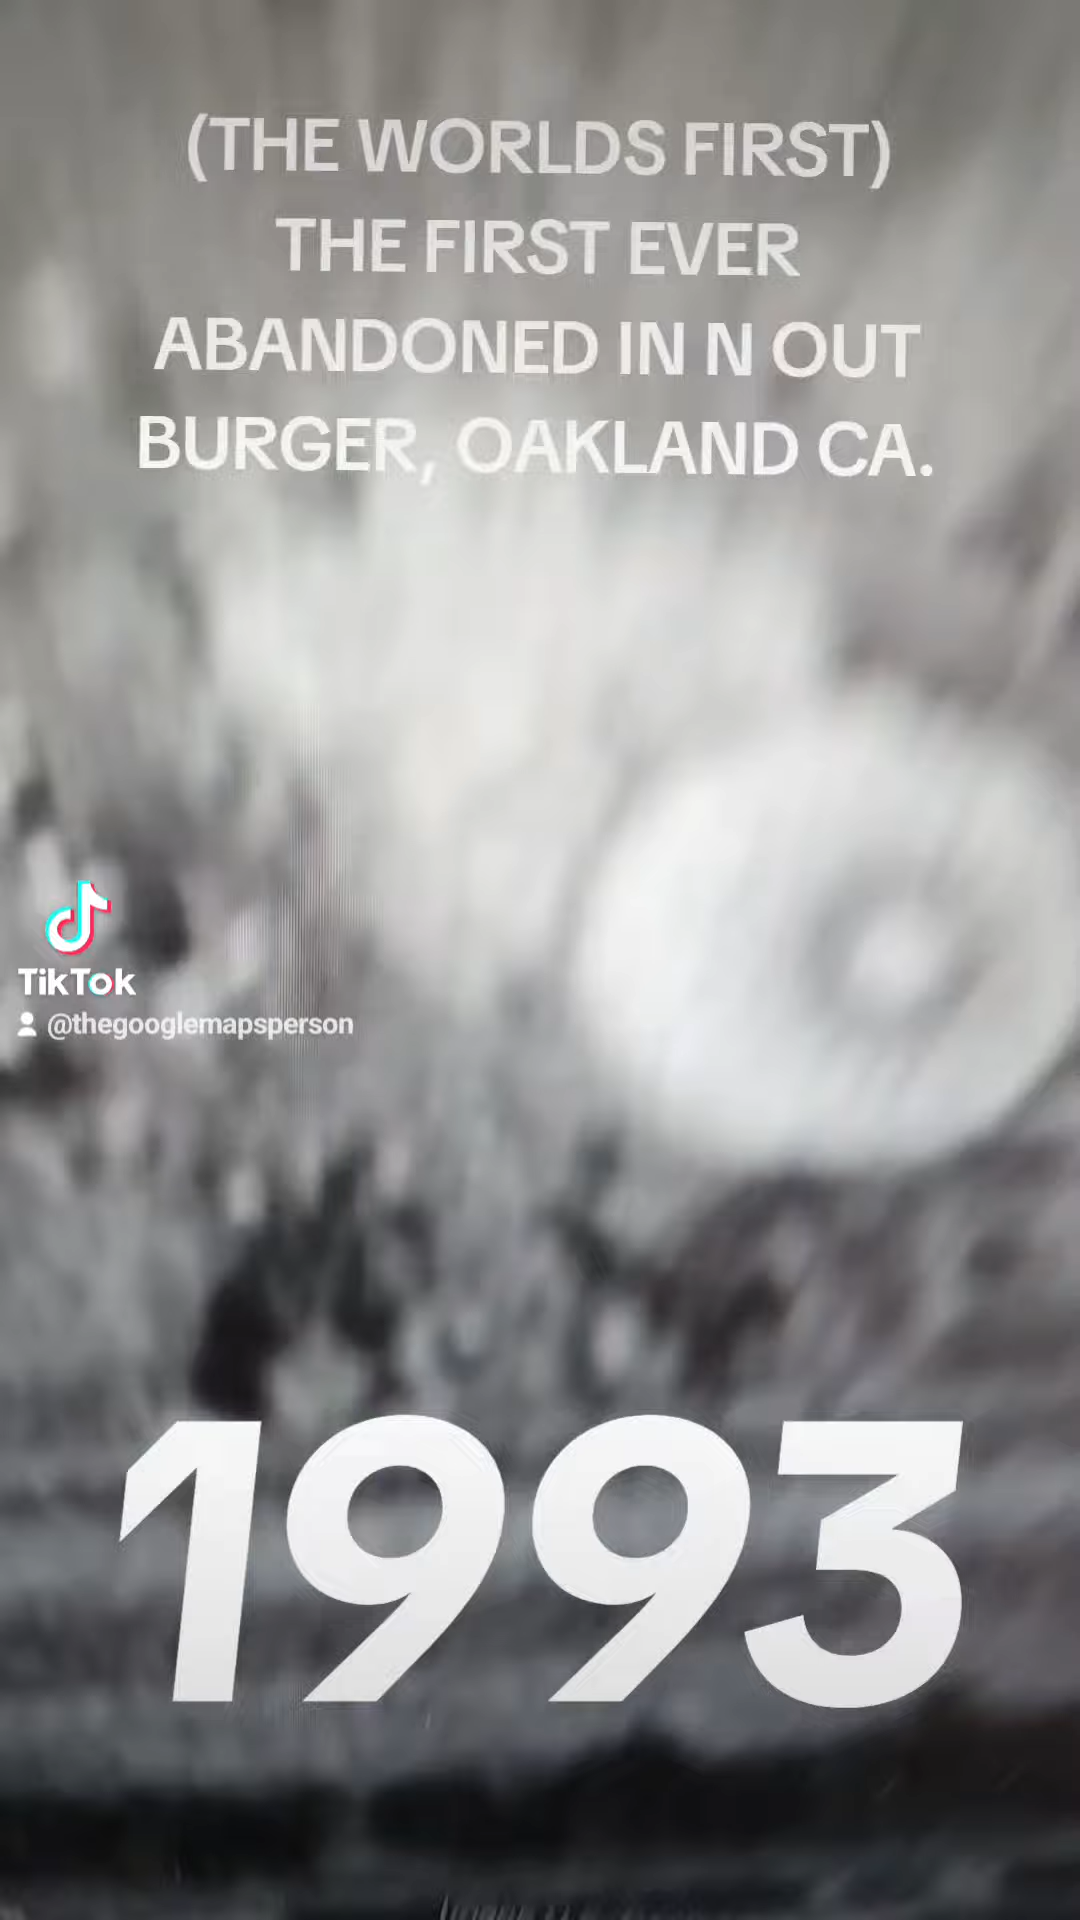 (THE WORLDS FIRST)
THE FIRST EVER
ABANDONED IN N OUT
BURGER, OAKLAND CA.
TikTok
@thegooglemapsperson
1993